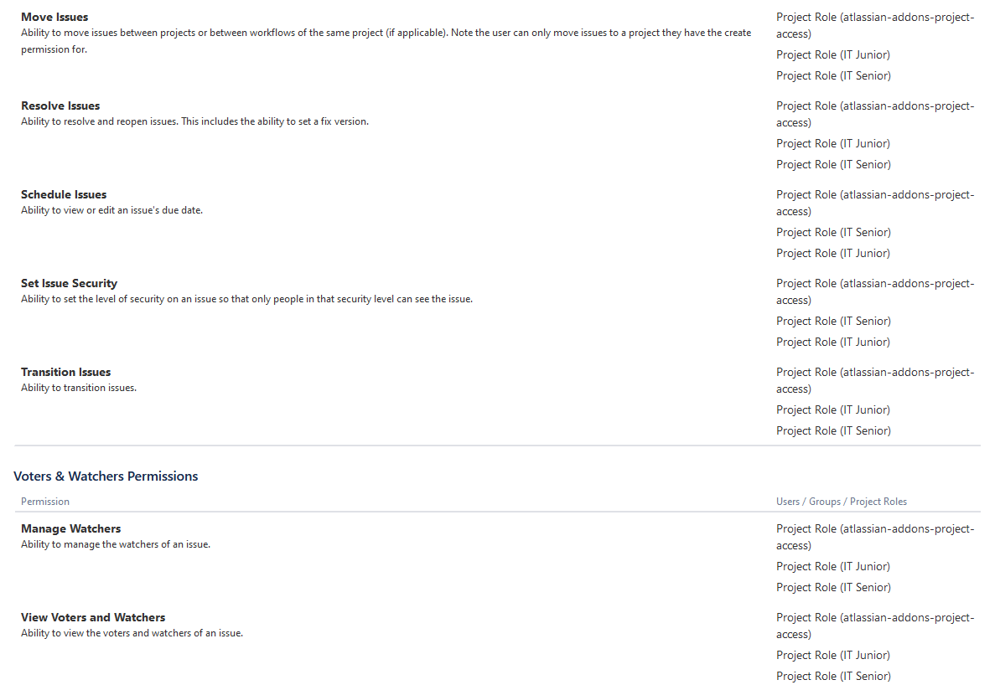 Move Issues
Ability to move issues between projects or between workflows of the same project (if applicable). Note the user can only move issues to a project they have the create
permission for.
Project Role (atlassian-addons-project-
access)
Project Role (IT Junior)
Project Role (IT Senior)
Resolve Issues
Ability to resolve and reopen issues. This includes the ability to set a fix version.
Project Role (atlassian-addons-project-
access)
Project Role (IT Junior)
Project Role (IT Senior)
Schedule Issues
Ability to view or edit an issue's due date.
Project Role (atlassian-addons-project-
access)
Project Role (IT Senior)
Project Role (IT Junior)
Set Issue Security
Ability to set the level of security on an issue so that only people in that security level can see the issue.
Project Role (atlassian-addons-project-
access)
Project Role (IT Senior)
Project Role (IT Junior)
Transition Issues
Ability to transition issues.
Project Role (atlassian-addons-project-
access)
Project Role (IT Junior)
Project Role (IT Senior)
Voters & Watchers Permissions
Permission
Users / Groups / Project Roles
Manage Watchers
Ability to manage the watchers of an issue.
Project Role (atlassian-addons-project-
access)
Project Role (IT Junior)
Project Role (IT Senior)
View Voters and Watchers
Ability to view the voters and watchers of an issue.
Project Role (atlassian-addons-project-
access)
Project Role (IT Junior)
Project Role (IT Senior)